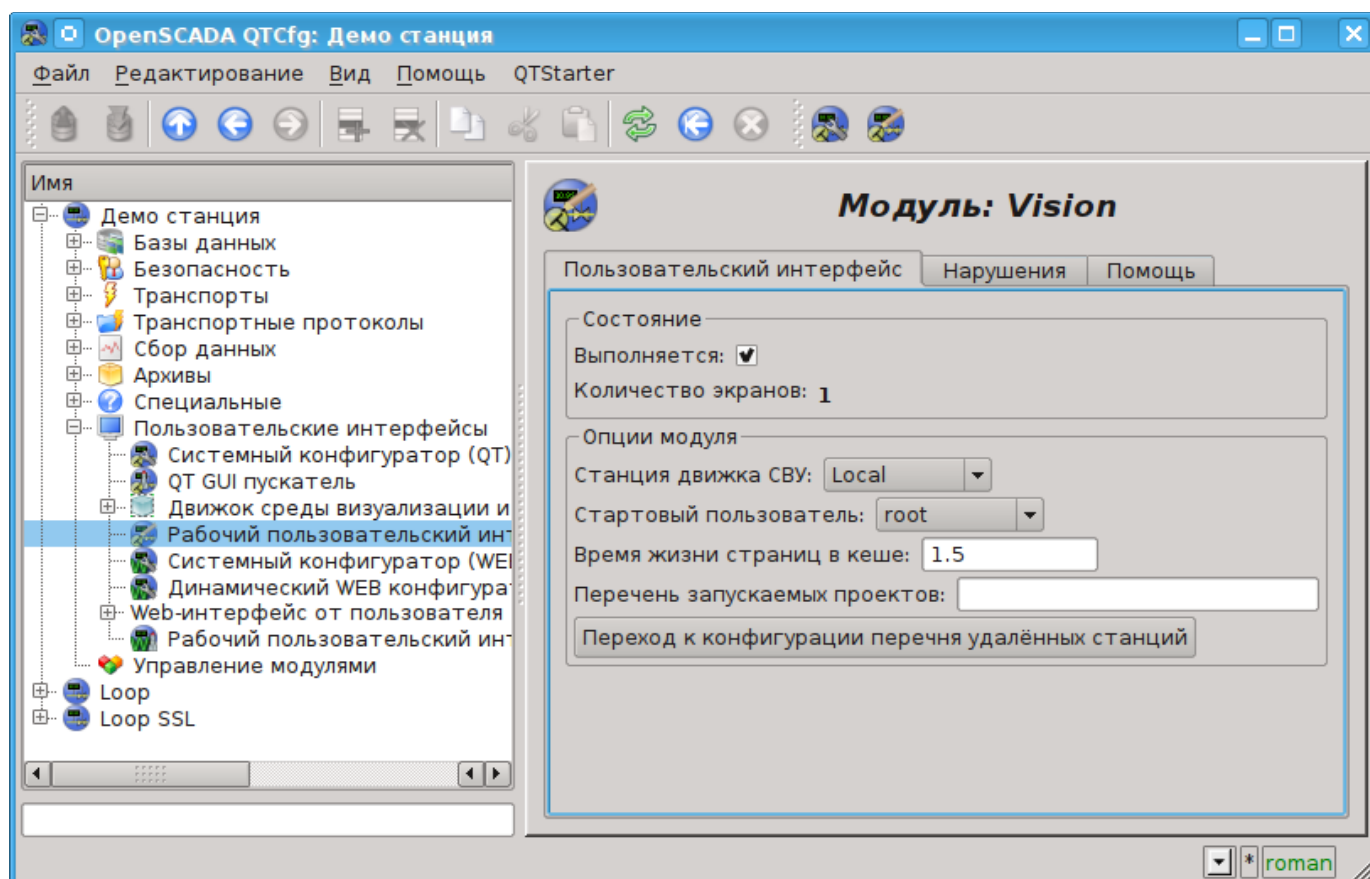 OpenSCADA QTCfg: Демо станция
Файл Редактирование Вид Помощь QTStarter
Имя
Демо станция
Базы данных
Безопасность
Транспорты
Транспортные протоколы
Сбор данных
Архивы
Специальные
Пользовательские интерфейсы
Системный конфигуратор (QT)
QT GUI пускатель
Движок среды визуализации и
Рабочий пользовательский инт
Системный конфигуратор (WEI
Динамический WEB конфигурат
Web-интерфейс от пользователя
Рабочий пользовательский инт
Управление модулями
Loop
Loop SSL
Модуль: Vision
Пользовательский интерфейс Нарушения Помощь
Состояние
Выполняется:
Количество экранов: 1
Опции модуля
Станция движка СВУ: Local
Стартовый пользователь: root
Время жизни страниц в кеше: 1.5
Перечень запускаемых проектов:
Переход к конфигурации перечня удалённых станций
* roman